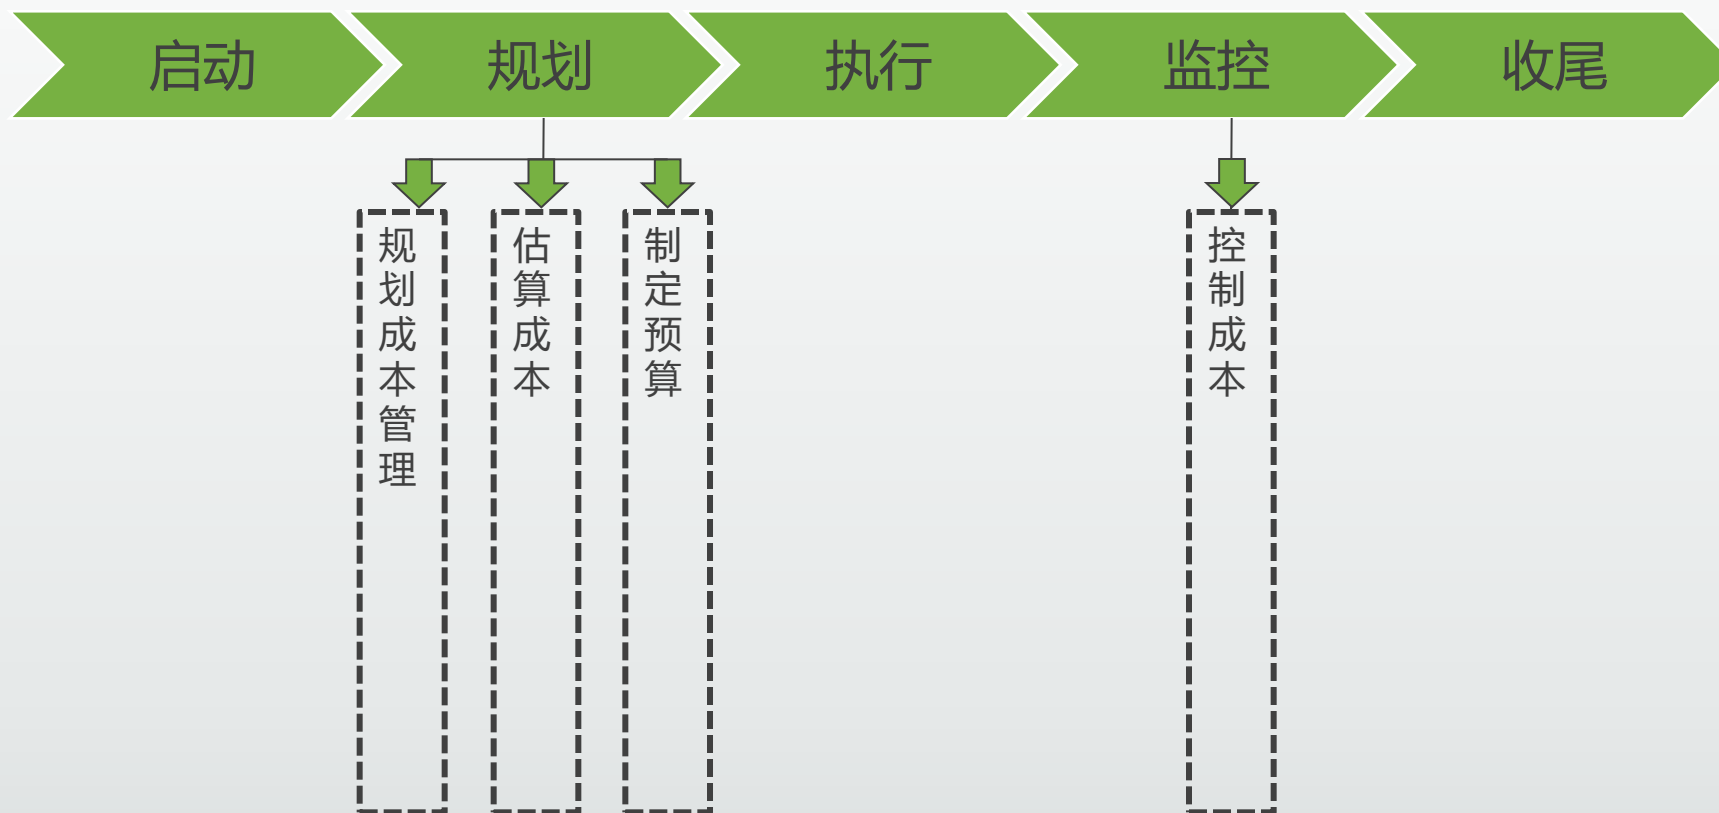 启动
规划
执行
监控
收尾
规划成本管理
估算成本
制定预算
控制成本